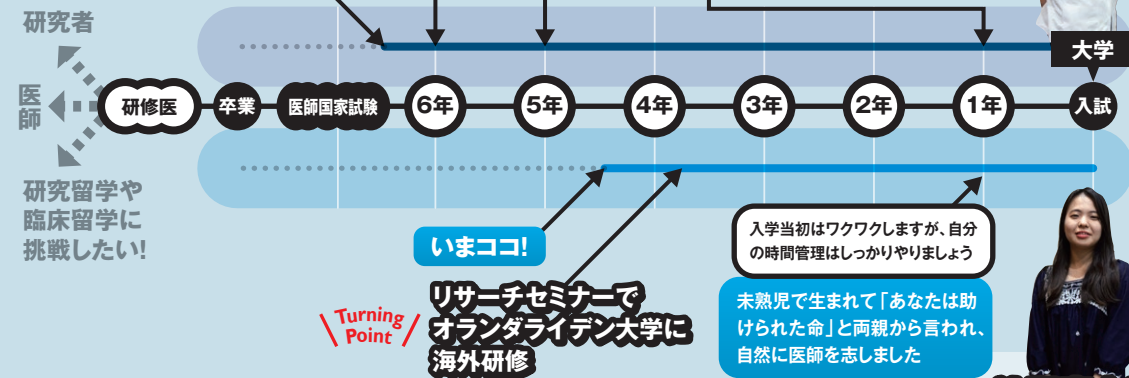 研究者
大学
医師
研修医
卒業
医師国家試験
6年
5年
4年
3年
2年
1年
入試
研究留学や
臨床留学に
挑戦したい!
いまココ!
入学当初はワクワクしますが、自分
の時間管理はしっかりやりましょう
Turning
Point
リサーチセミナーで
オランダライデン大学に
海外研修
未熟児で生まれて「あなたは助
けられた命」と両親から言われ、
自然に医師を志しました